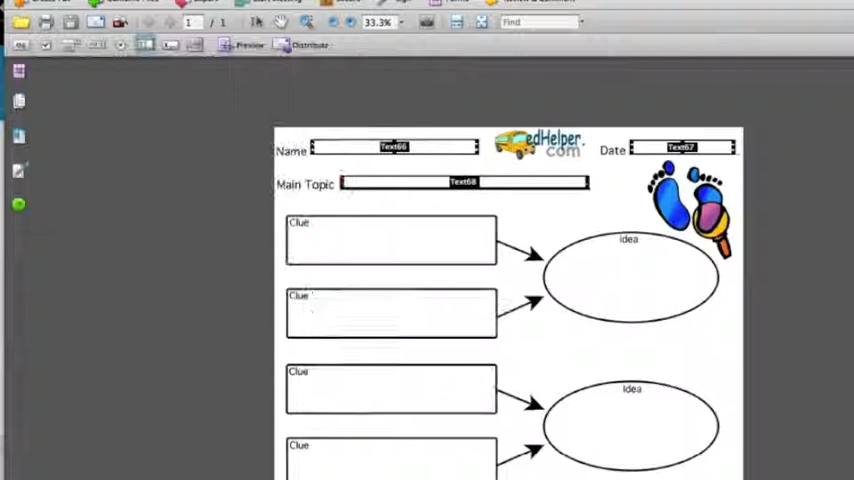 1 / 1 33.3% Find
Preview Distribute
Name Text66 edHelper.com Date Text67
Main Topic Text68
Clue
Idea
Clue
Clue
Idea
Clue